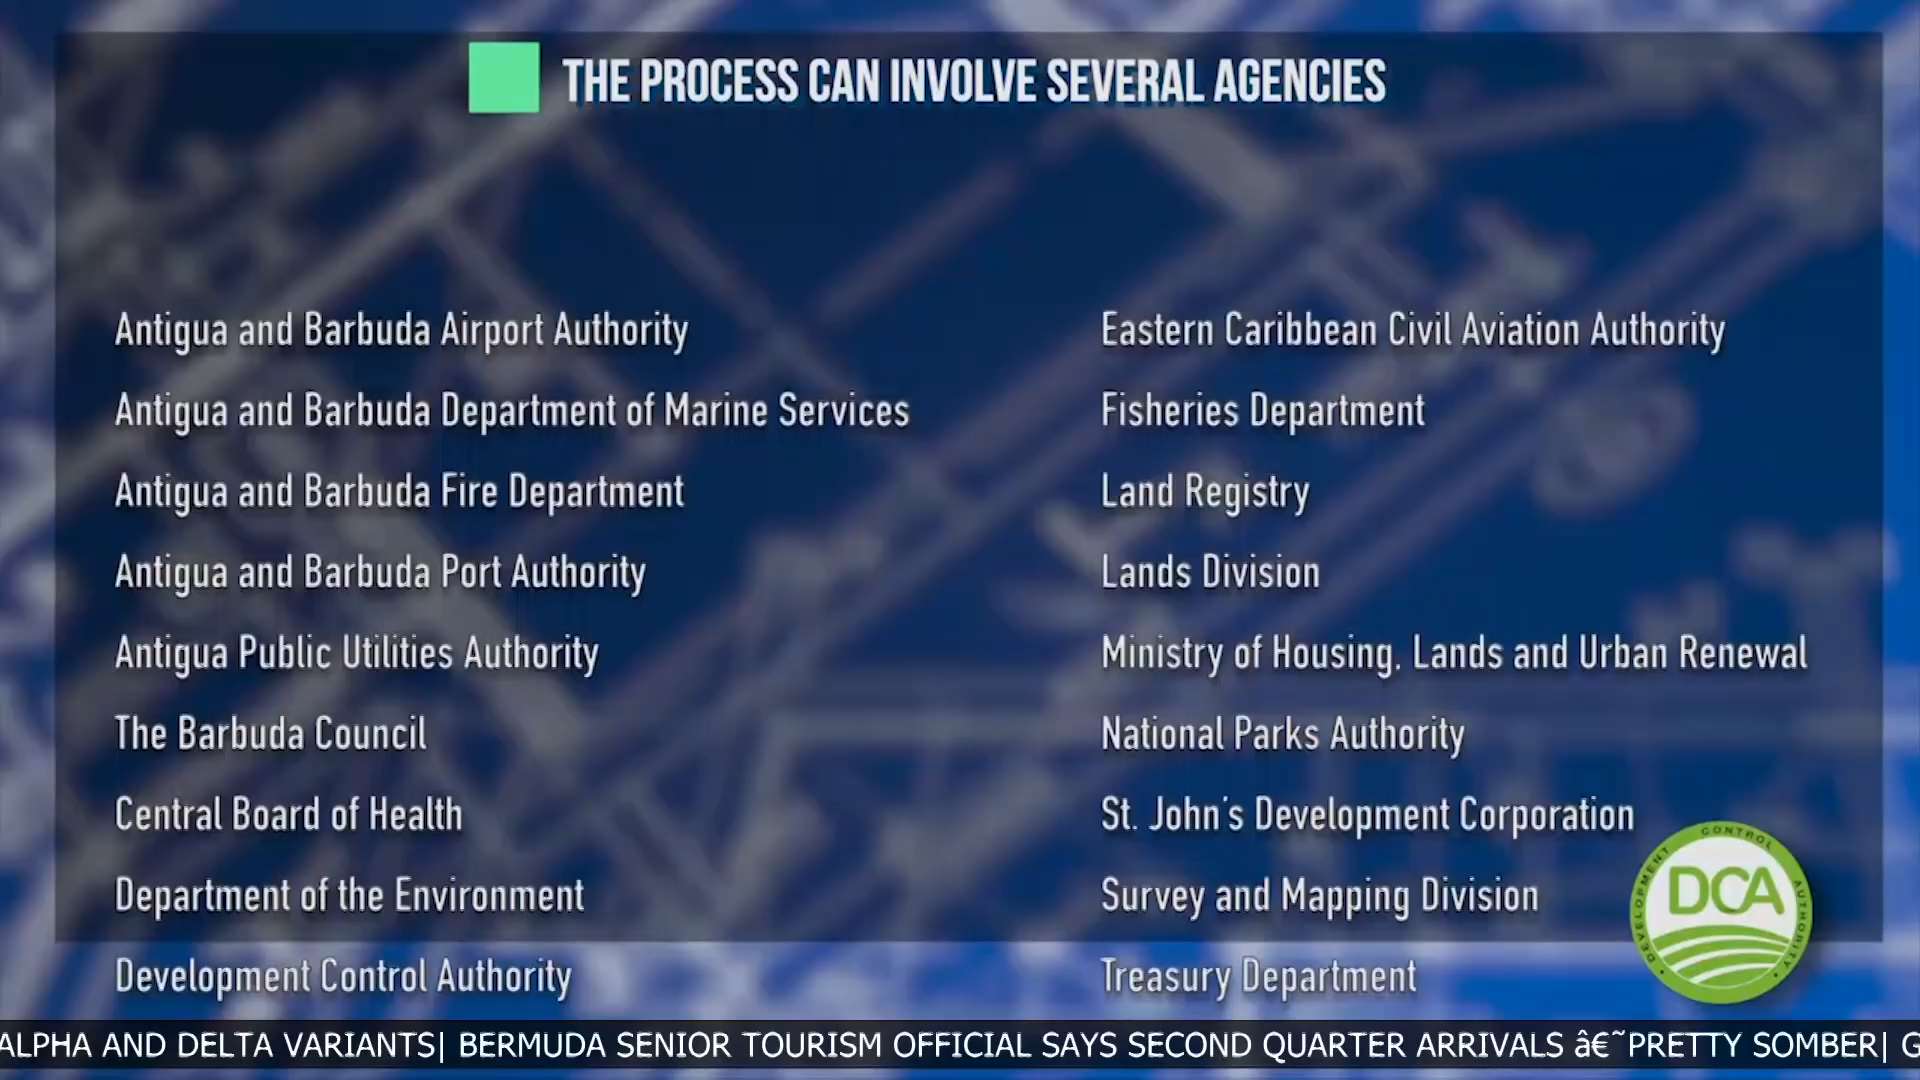 THE PROCESS CAN INVOLVE SEVERAL AGENCIES
Antigua and Barbuda Airport Authority
Antigua and Barbuda Department of Marine Services
Antigua and Barbuda Fire Department
Antigua and Barbuda Port Authority
Antigua Public Utilities Authority
The Barbuda Council
Central Board of Health
Department of the Environment
Development Control Authority
Eastern Caribbean Civil Aviation Authority
Fisheries Department
Land Registry
Lands Division
Ministry of Housing, Lands and Urban Renewal
National Parks Authority
St. John's Development Corporation
Survey and Mapping Division
Treasury Department
DEVELOPMENT CONTROL AUTHORITY
DCA
ALPHA AND DELTA VARIANTS| BERMUDA SENIOR TOURISM OFFICIAL SAYS SECOND QUARTER ARRIVALS â€˜PRETTY SOMBER| G